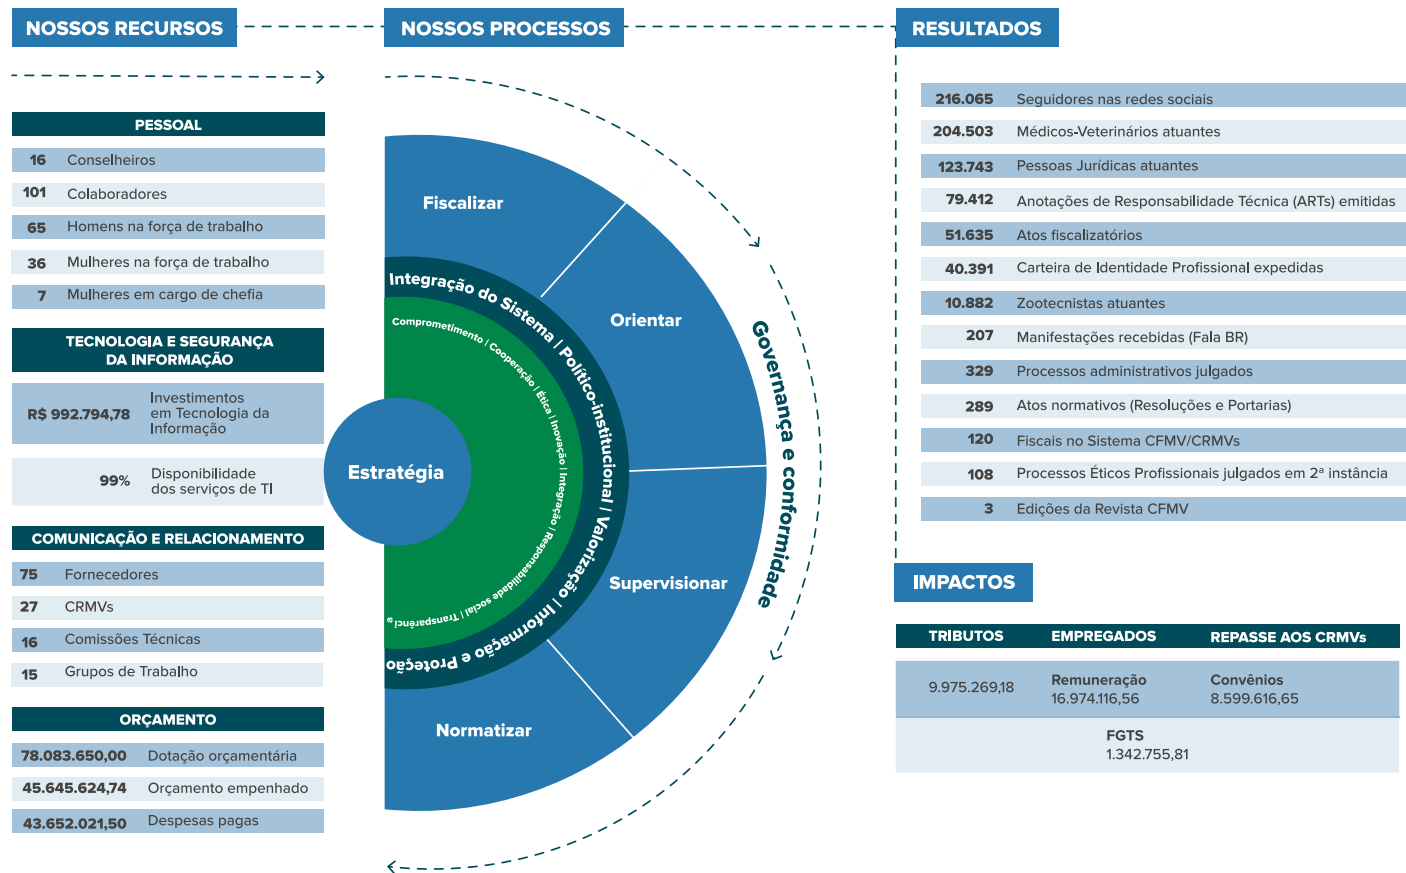 NOSSOS RECURSOS
PESSOAL
16 Conselheiros
101 Colaboradores
65 Homens na força de trabalho
36 Mulheres na força de trabalho
7 Mulheres em cargo de chefia
TECNOLOGIA E SEGURANÇA
DA INFORMAÇÃO
R$ 992.794,78 Investimentos
em Tecnologia da
Informação
99% Disponibilidade
dos serviços de TI
COMUNICAÇÃO E RELACIONAMENTO
75 Fornecedores
27 CRMVs
16 Comissões Técnicas
15 Grupos de Trabalho
ORÇAMENTO
78.083.650,00 Dotação orçamentária
45.645.624,74 Orçamento empenhado
43.652.021,50 Despesas pagas
NOSSOS PROCESSOS
Fiscalizar
Orientar
Supervisionar
Normatizar
Integração do Sistema | Político-institucional | Valorização | Informação e Proteção
Comprometimento | Cooperação | Ética | Inovação | Integração | Responsabilidade social | Transparência
Estratégia
Governança e conformidade
RESULTADOS
216.065 Seguidores nas redes sociais
204.503 Médicos-Veterinários atuantes
123.743 Pessoas Jurídicas atuantes
79.412 Anotações de Responsabilidade Técnica (ARTs) emitidas
51.635 Atos fiscalizatórios
40.391 Carteira de Identidade Profissional expedidas
10.882 Zootecnistas atuantes
207 Manifestações recebidas (Fala BR)
329 Processos administrativos julgados
289 Atos normativos (Resoluções e Portarias)
120 Fiscais no Sistema CFMV/CRMVs
108 Processos Éticos Profissionais julgados em 2ª instância
3 Edições da Revista CFMV
IMPACTOS
TRIBUTOS EMPREGADOS REPASSE AOS CRMVs
9.975.269,18
Remuneração
16.974.116,56
Convênios
8.599.616,65
FGTS
1.342.755,81